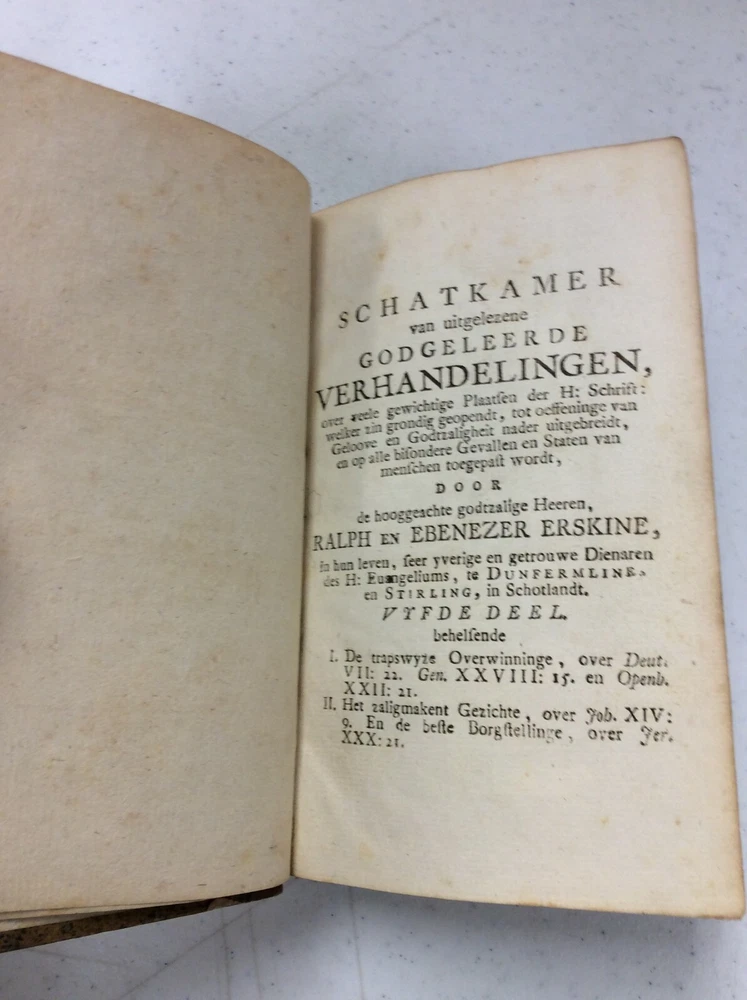 SCHATKAMER
van uitgelezene
GODGELEERDE
VERHANDELINGEN,
over veele gewichtige Plaatſen der H: Schrift:
welker zin grondig geopendt, tot oeffeninge van
Geloove en Godtzaligheit nader uitgebreidt,
en op alle biſondere Gevallen en Staten van
menſchen toegepaſt wordt,
DOOR
de hooggeachte godtzalige Heeren,
RALPH EN EBENEZER ERSKINE,
in hun leven, ſeer yverige en getrouwe Dienaren
des H: Euangeliums, te DUNFERMLINE,
en STIRLING, in Schotlandt.
VYFDE DEEL.
behelſende
I. De trapswyze Overwinninge, over Deut.
VII: 22. Gen. XXVIII: 15. en Openb.
XXII: 21.
II. Het zaligmakent Gezichte, over Joh. XIV:
9. En de beſte Borgſtellinge, over Jer.
XXX: 21.